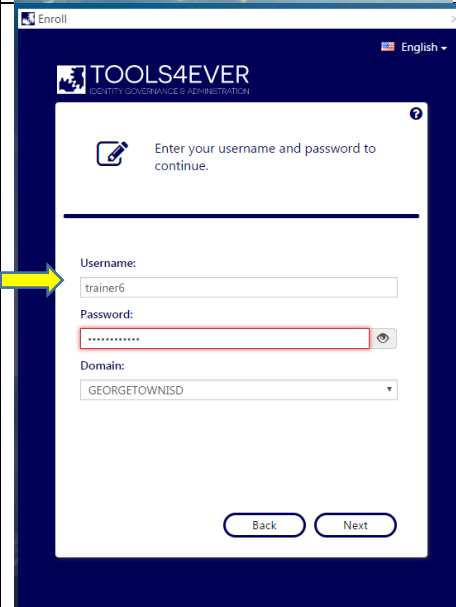 Enroll
English
TOOLS4EVER
IDENTITY GOVERNANCE & ADMINISTRATION
Enter your username and password to
continue.
Username:
trainer6
Password:
••••••••••••
Domain:
GEORGETOWNISD
Back Next